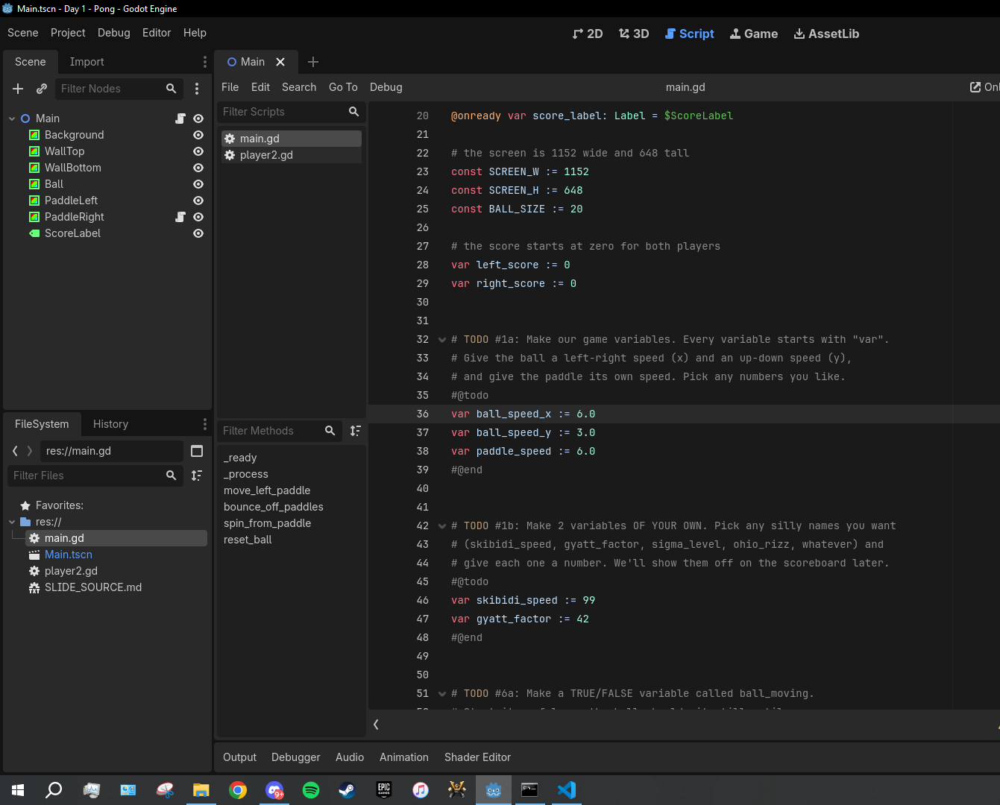 Main.tscn - Day 1 - Pong - Godot Engine
Scene Project Debug Editor Help
2D 3D Script Game AssetLib
Scene Import
Filter Nodes
Main
Background
WallTop
WallBottom
Ball
PaddleLeft
PaddleRight
ScoreLabel
FileSystem History
res://main.gd
Filter Files
Favorites:
res://
main.gd
Main.tscn
player2.gd
SLIDE_SOURCE.md
Main
File Edit Search Go To Debug
main.gd
Filter Scripts
main.gd
player2.gd
Filter Methods
_ready
_process
move_left_paddle
bounce_off_paddles
spin_from_paddle
reset_ball
20 @onready var score_label: Label = $ScoreLabel
21
22 # the screen is 1152 wide and 648 tall
23 const SCREEN_W := 1152
24 const SCREEN_H := 648
25 const BALL_SIZE := 20
26
27 # the score starts at zero for both players
28 var left_score := 0
29 var right_score := 0
30
31
32 # TODO #1a: Make our game variables. Every variable starts with "var".
33 # Give the ball a left-right speed (x) and an up-down speed (y),
34 # and give the paddle its own speed. Pick any numbers you like.
35 #@todo
36 var ball_speed_x := 6.0
37 var ball_speed_y := 3.0
38 var paddle_speed := 6.0
39 #@end
40
41
42 # TODO #1b: Make 2 variables OF YOUR OWN. Pick any silly names you want
43 # (skibidi_speed, gyatt_factor, sigma_level, ohio_rizz, whatever) and
44 # give each one a number. We'll show them off on the scoreboard later.
45 #@todo
46 var skibidi_speed := 99
47 var gyatt_factor := 42
48 #@end
49
50
51 # TODO #6a: Make a TRUE/FALSE variable called ball_moving.
Output Debugger Audio Animation Shader Editor
9+
EPIC
GAMES